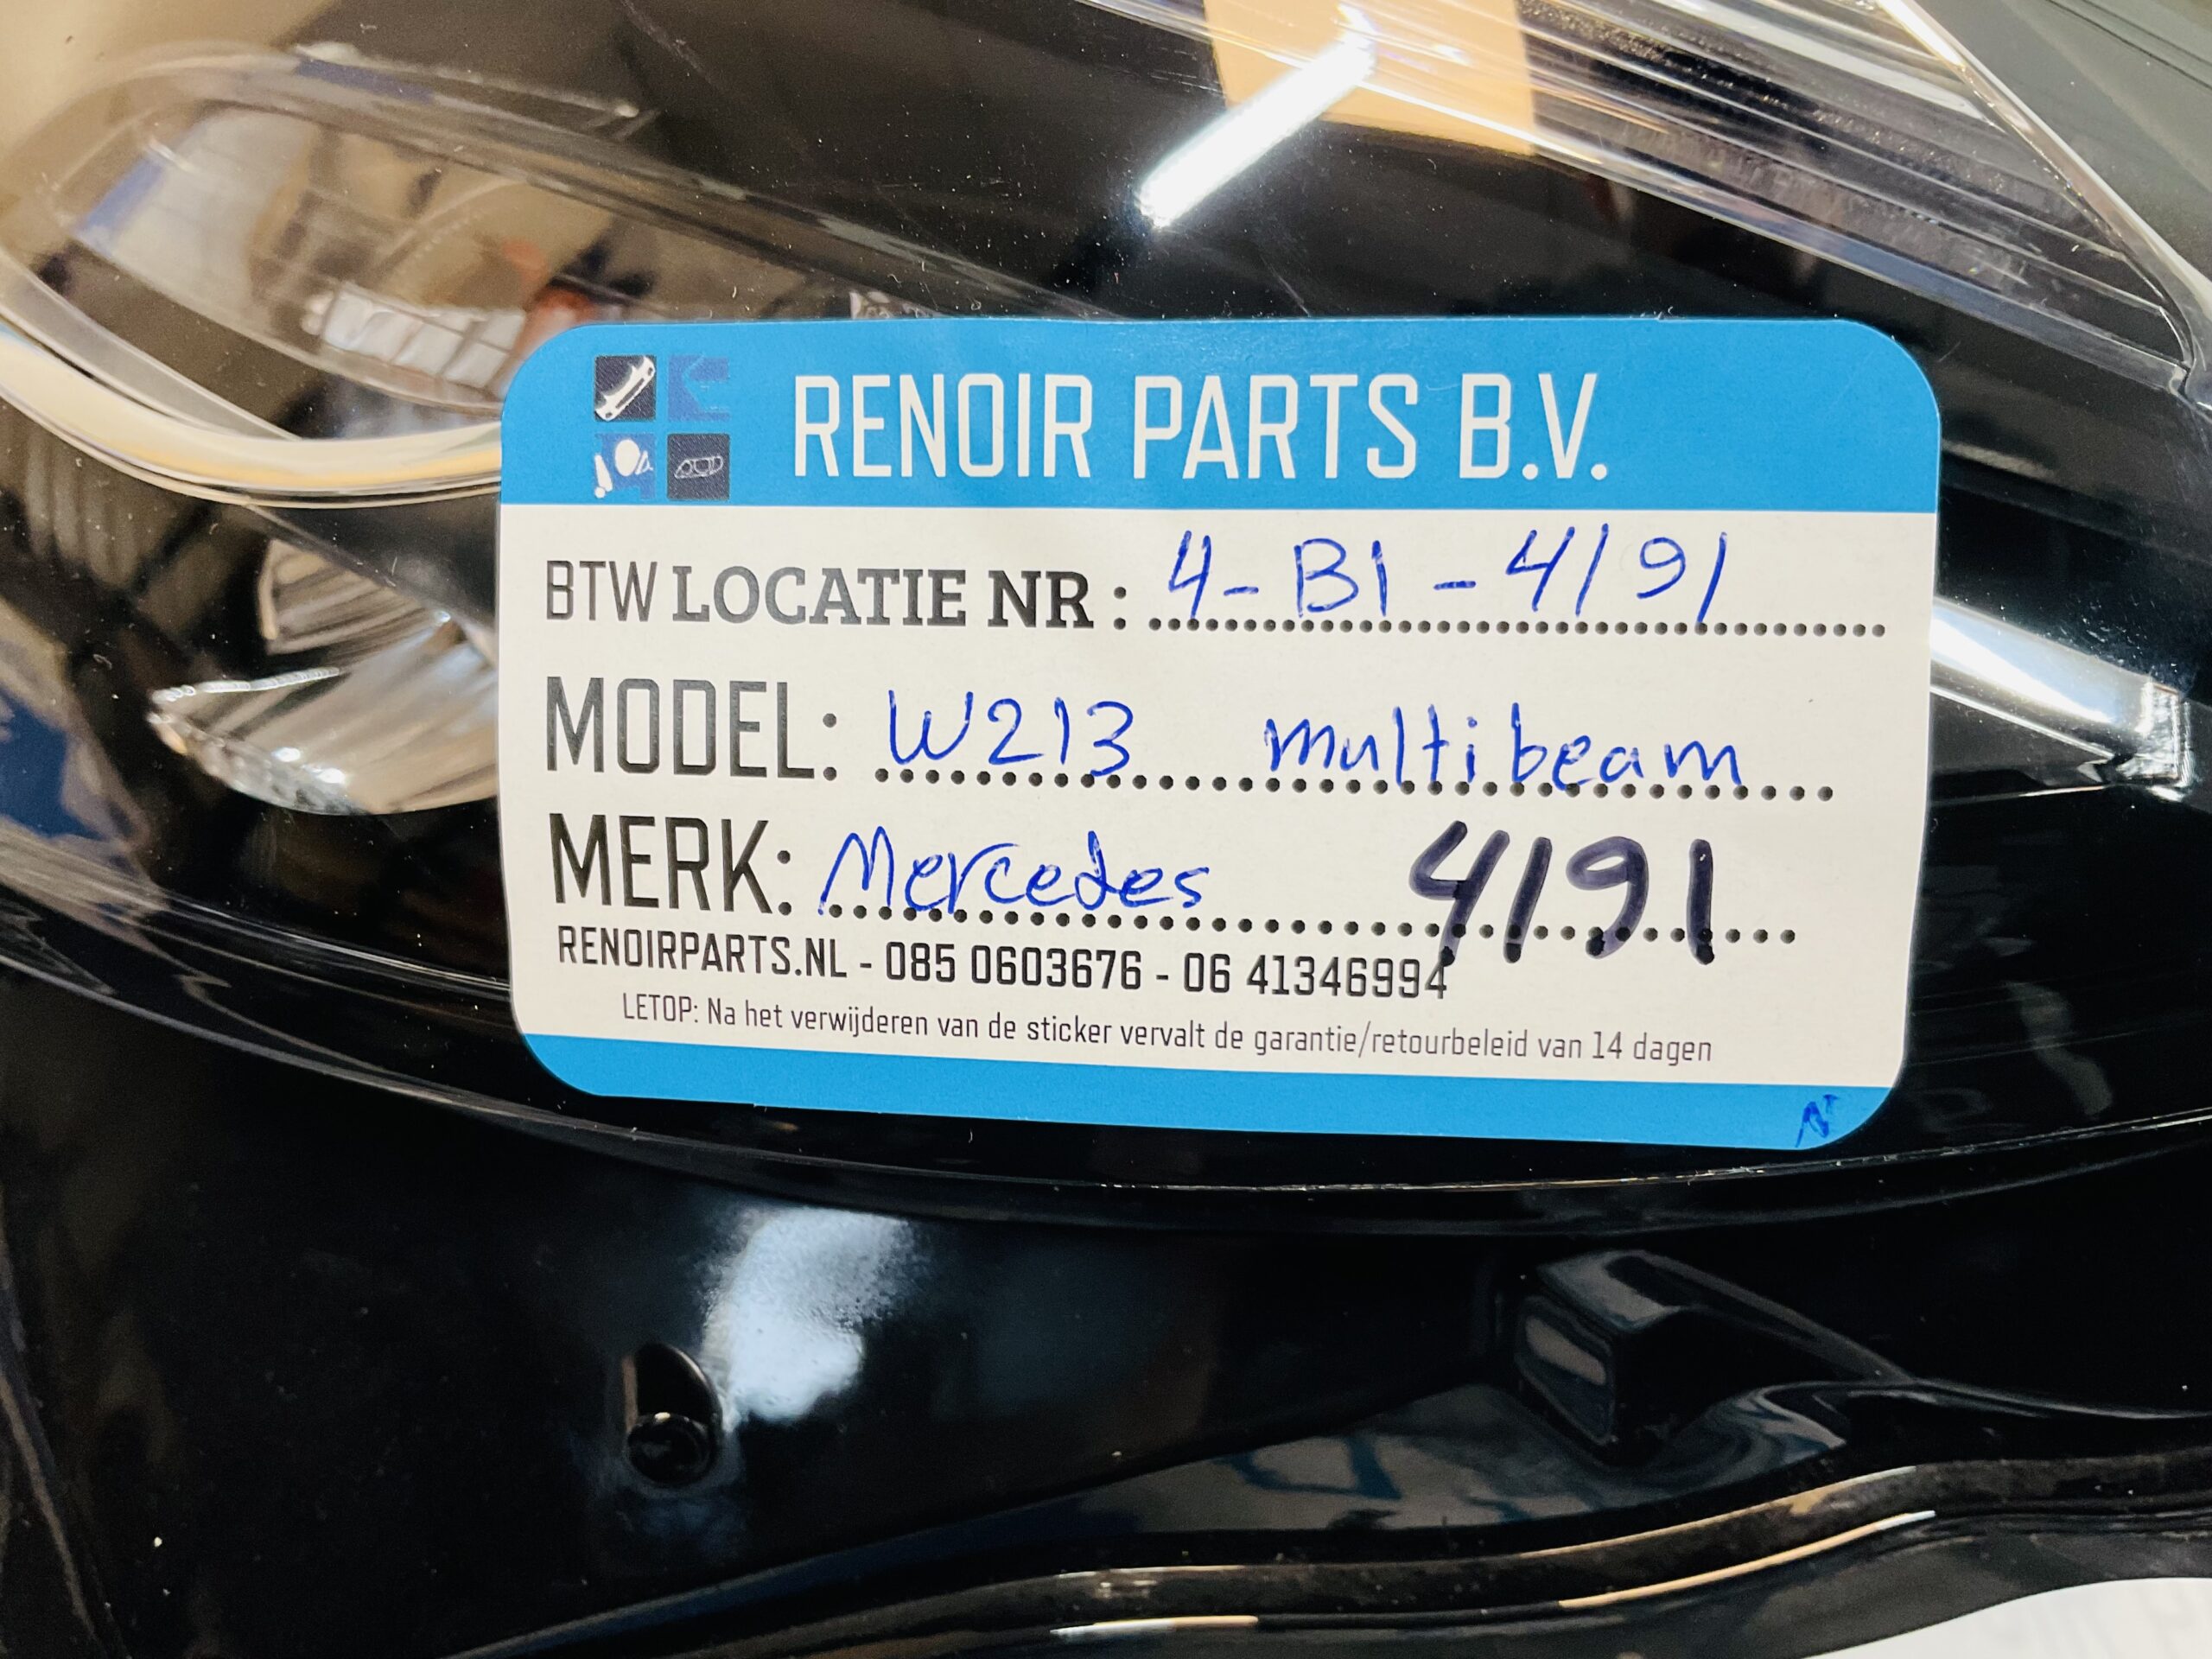 RENOIR PARTS B.V.
BTW LOCATIE NR : 4-B1-4191
MODEL: W213 multibeam
MERK: Mercedes 4191
RENOIRPARTS.NL - 085 0603676 - 06 41346994
LETOP: Na het verwijderen van de sticker vervalt de garantie/retourbeleid van 14 dagen